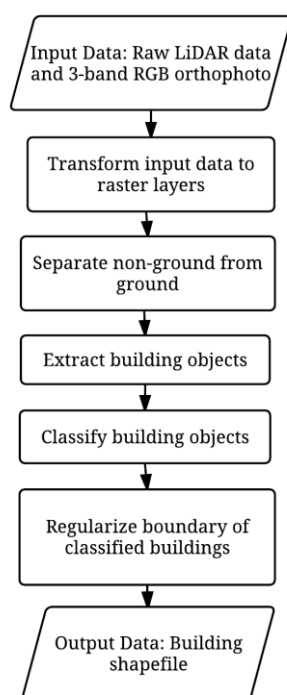 Input Data: Raw LiDAR data
and 3-band RGB orthophoto
Transform input data to
raster layers
Separate non-ground from
ground
Extract building objects
Classify building objects
Regularize boundary of
classified buildings
Output Data: Building
shapefile